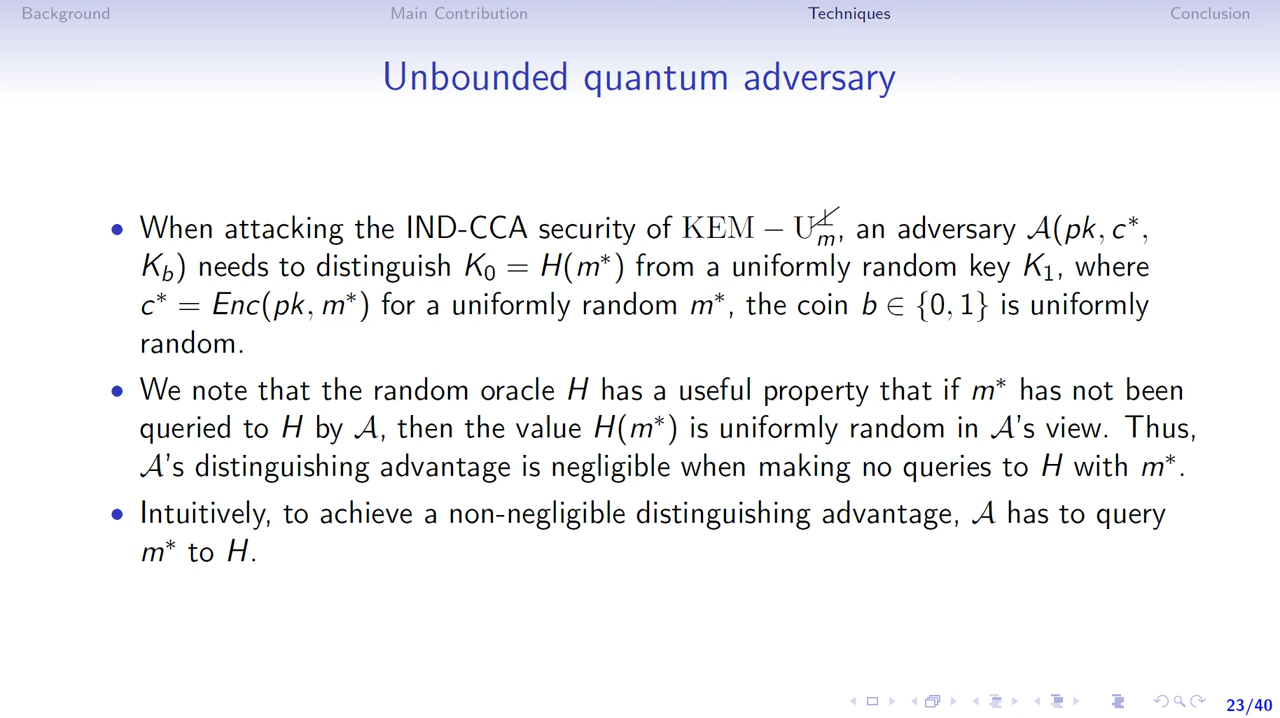 Background Main Contribution Techniques Conclusion
Unbounded quantum adversary
• When attacking the IND-CCA security of KEM − U⊥̸m, an adversary 𝒜(pk, c*,
Kb) needs to distinguish K0 = H(m*) from a uniformly random key K1, where
c* = Enc(pk, m*) for a uniformly random m*, the coin b ∈ {0, 1} is uniformly
random.
• We note that the random oracle H has a useful property that if m* has not been
queried to H by 𝒜, then the value H(m*) is uniformly random in 𝒜's view. Thus,
𝒜's distinguishing advantage is negligible when making no queries to H with m*.
• Intuitively, to achieve a non-negligible distinguishing advantage, 𝒜 has to query
m* to H.
23/40